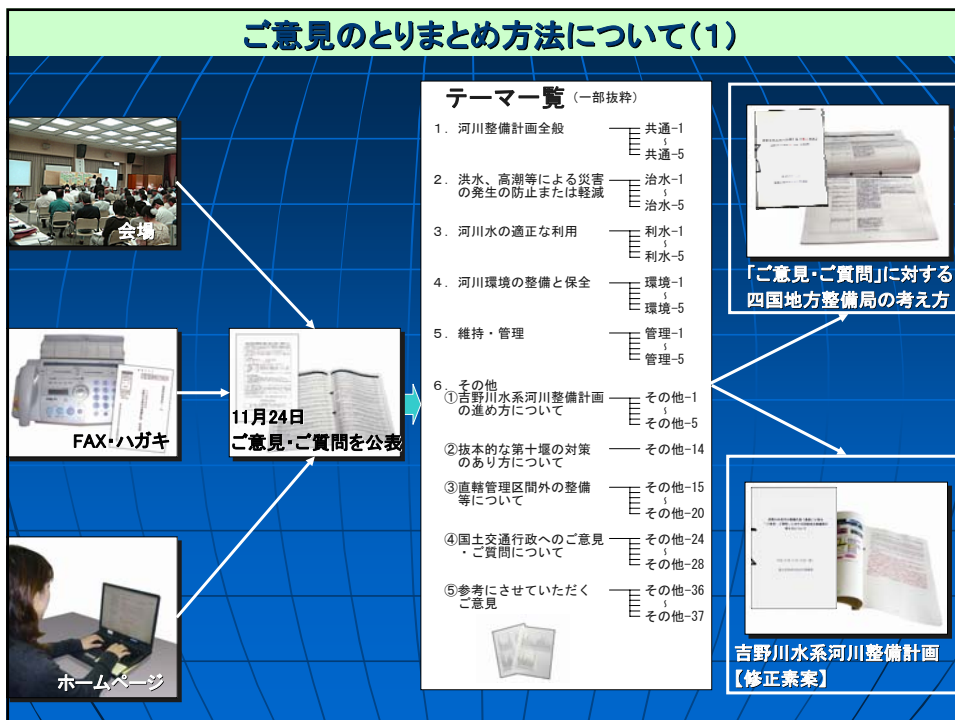 ご意見のとりまとめ方法について（１）
会場
FAX・ハガキ
ホームページ
11月24日
ご意見・ご質問を公表
テーマ一覧（一部抜粋）
１．河川整備計画全般
共通-1
～
共通-5
２．洪水、高潮等による災害
の発生の防止または軽減
治水-1
～
治水-5
３．河川水の適正な利用
利水-1
～
利水-5
４．河川環境の整備と保全
環境-1
～
環境-5
５．維持・管理
管理-1
～
管理-5
６．その他
①吉野川水系河川整備計画
の進め方について
その他-1
～
その他-5
②抜本的な第十堰の対策
のあり方について
その他-14
③直轄管理区間外の整備
等について
その他-15
～
その他-20
④国土交通行政へのご意見
・ご質問について
その他-24
～
その他-28
⑤参考にさせていただく
ご意見
その他-36
～
その他-37
「ご意見・ご質問」に対する
四国地方整備局の考え方
吉野川水系河川整備計画
【修正素案】